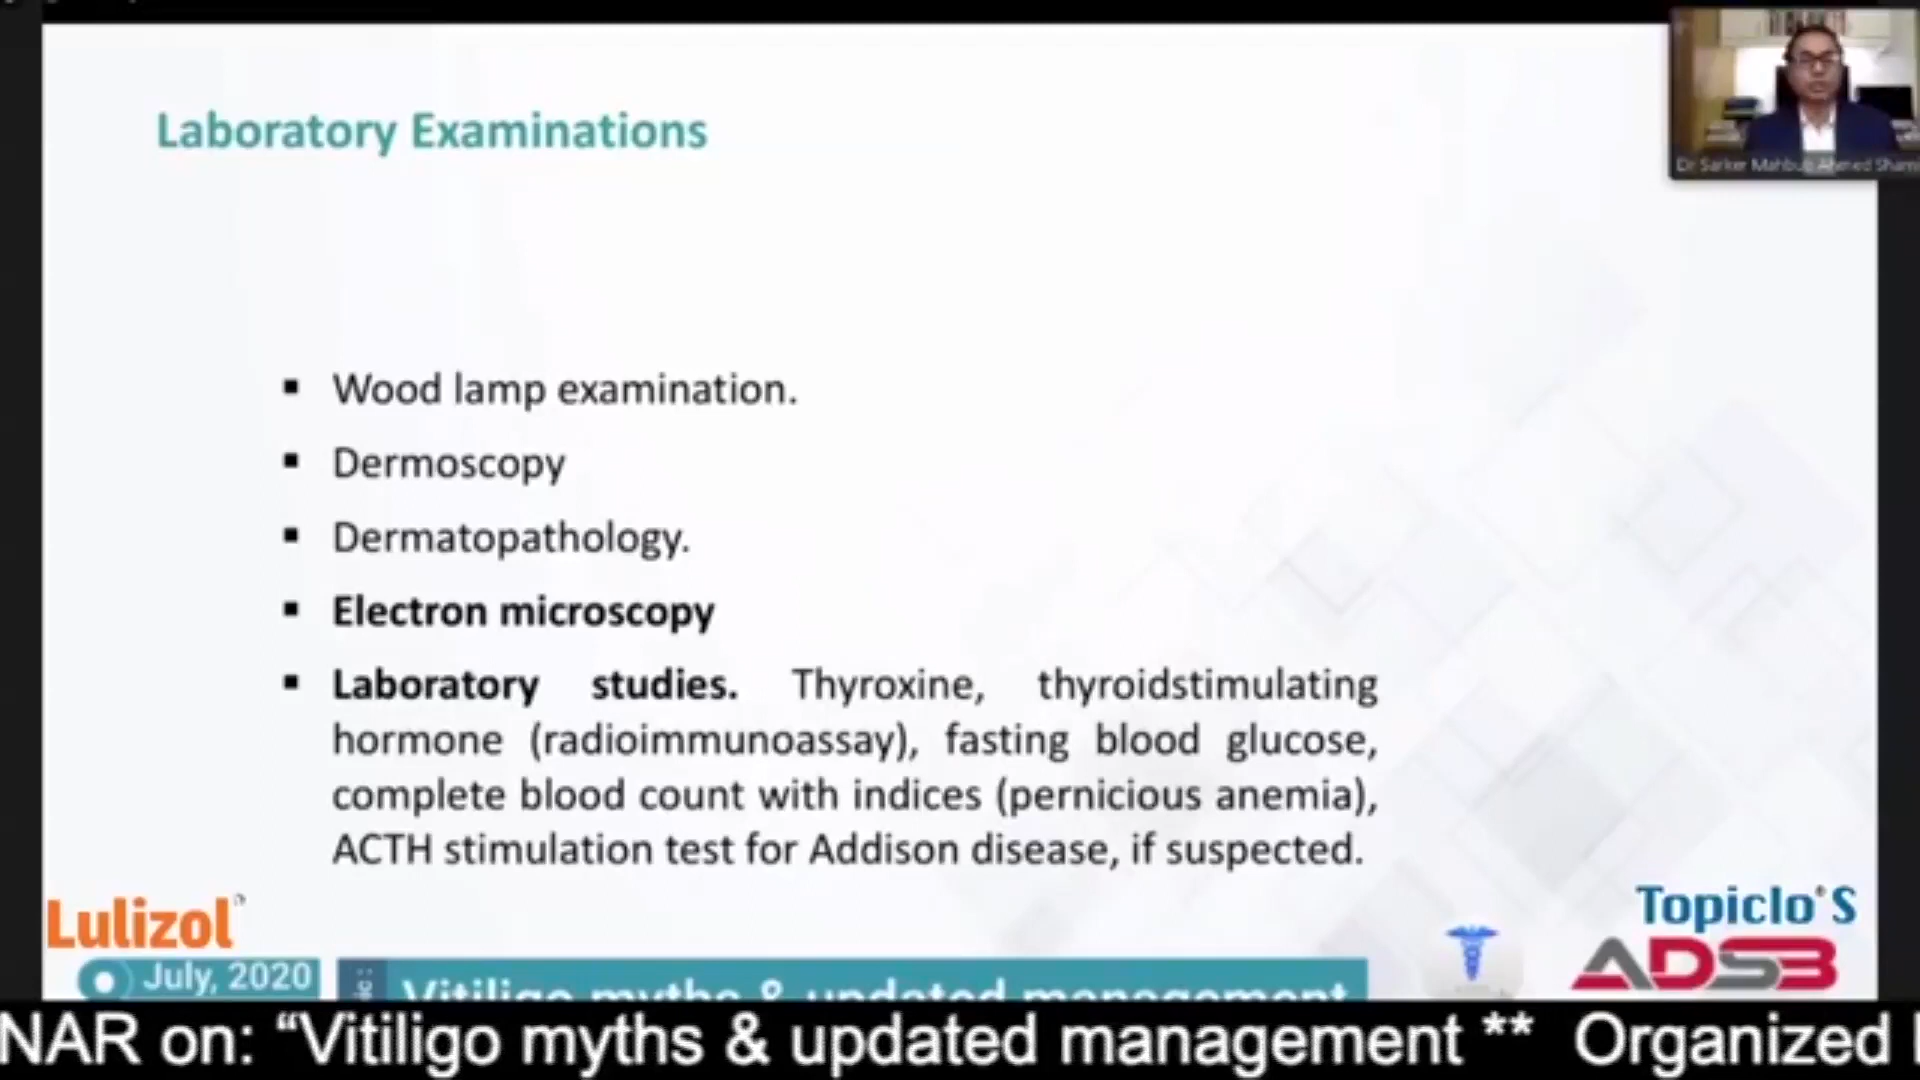 Laboratory Examinations
Dr Sarker Mahbub Ahmed Shami
▪ Wood lamp examination.
▪ Dermoscopy
▪ Dermatopathology.
▪ Electron microscopy
▪ Laboratory studies. Thyroxine, thyroidstimulating
hormone (radioimmunoassay), fasting blood glucose,
complete blood count with indices (pernicious anemia),
ACTH stimulation test for Addison disease, if suspected.
Lulizol
Topiclo® S
ADSB
July, 2020
Vitiligo myths & updated management
NAR on: “Vitiligo myths & updated management ** Organized